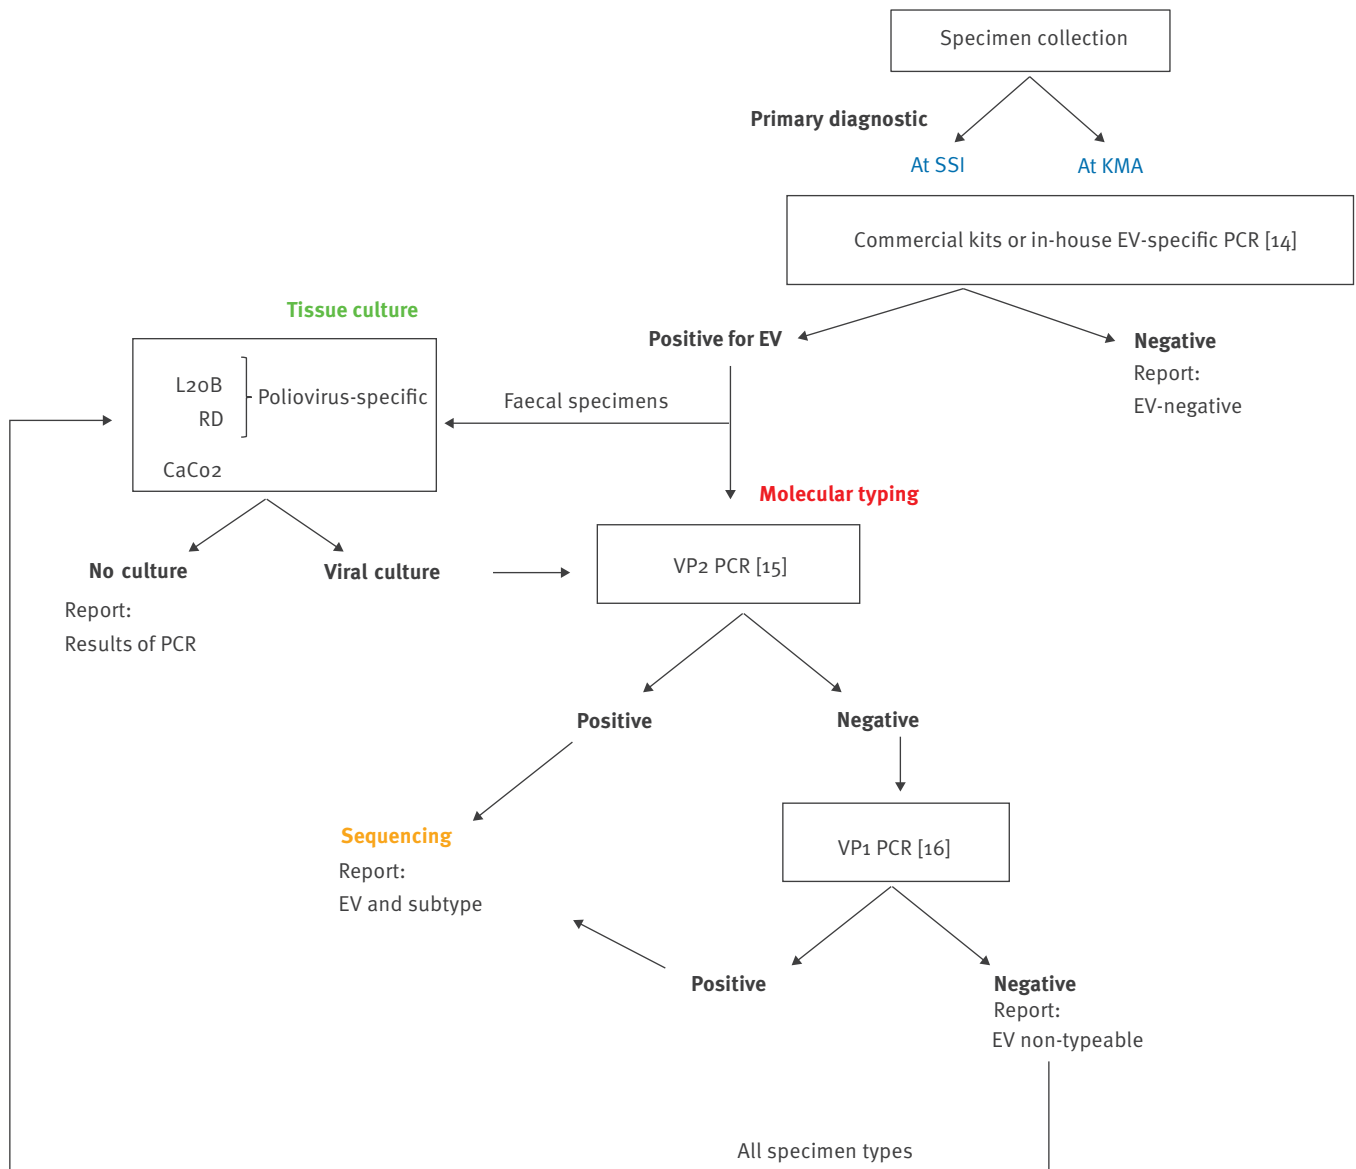 Specimen collection
Primary diagnostic
At SSI
At KMA
Commercial kits or in-house EV-specific PCR [14]
Tissue culture
Positive for EV
Negative
Report:
EV-negative
L20B
RD
Poliovirus-specific
CaCo2
Faecal specimens
Molecular typing
No culture
Report:
Results of PCR
Viral culture
VP2 PCR [15]
Positive
Negative
Sequencing
Report:
EV and subtype
VP1 PCR [16]
Positive
Negative
Report:
EV non-typeable
All specimen types